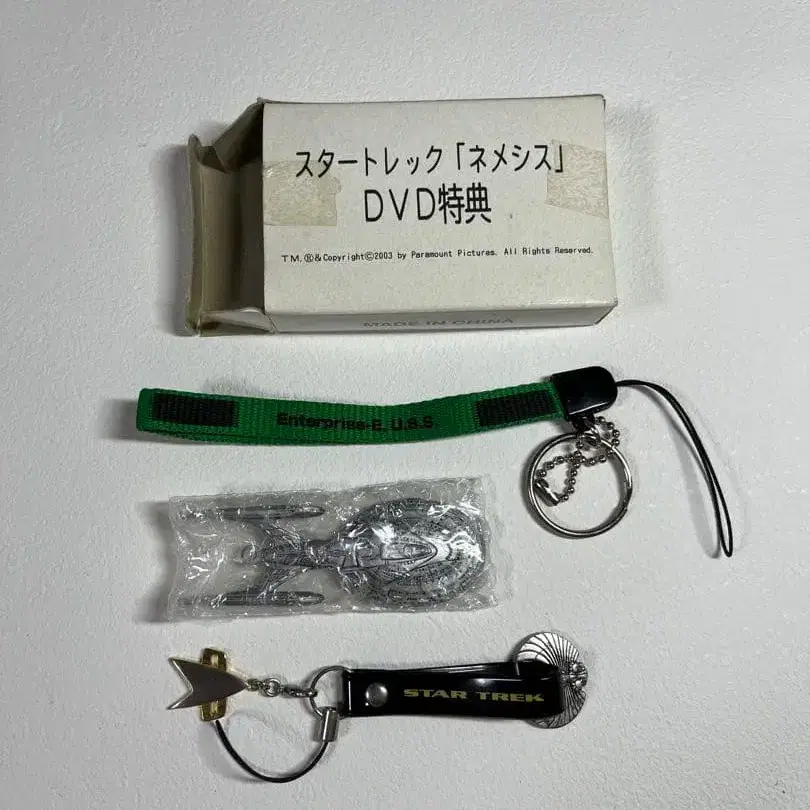 スタートレック「ネメシス」
DVD特典
TM,®&Copyright©2003 by Paramount Pictures. All Rights Reserved.
MADE IN CHINA
Enterprise-E. U.S.S.
STAR TREK